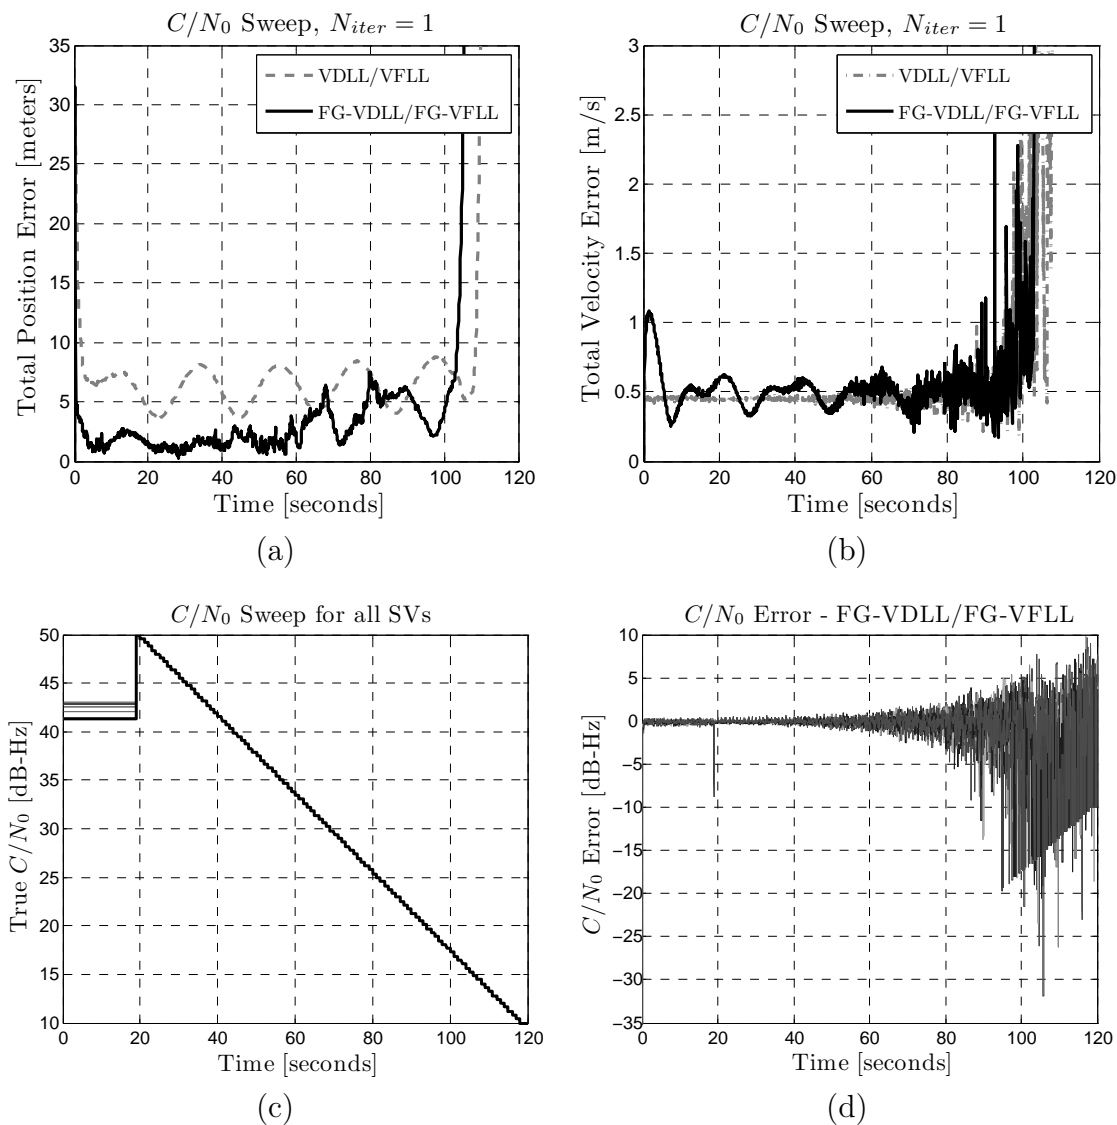 C/N₀ Sweep, Nᵢₜₑᵣ = 1
35
30
25
20
15
10
5
0
Total Position Error [meters]
VDLL/VFLL
FG-VDLL/FG-VFLL
0 20 40 60 80 100 120
Time [seconds]
(a)
C/N₀ Sweep, Nᵢₜₑᵣ = 1
3
2.5
2
1.5
1
0.5
0
Total Velocity Error [m/s]
VDLL/VFLL
FG-VDLL/FG-VFLL
0 20 40 60 80 100 120
Time [seconds]
(b)
C/N₀ Sweep for all SVs
50
45
40
35
30
25
20
15
10
True C/N₀ [dB-Hz]
0 20 40 60 80 100 120
Time [seconds]
(c)
C/N₀ Error - FG-VDLL/FG-VFLL
10
5
0
−5
−10
−15
−20
−25
−30
−35
C/N₀ Error [dB-Hz]
0 20 40 60 80 100 120
Time [seconds]
(d)